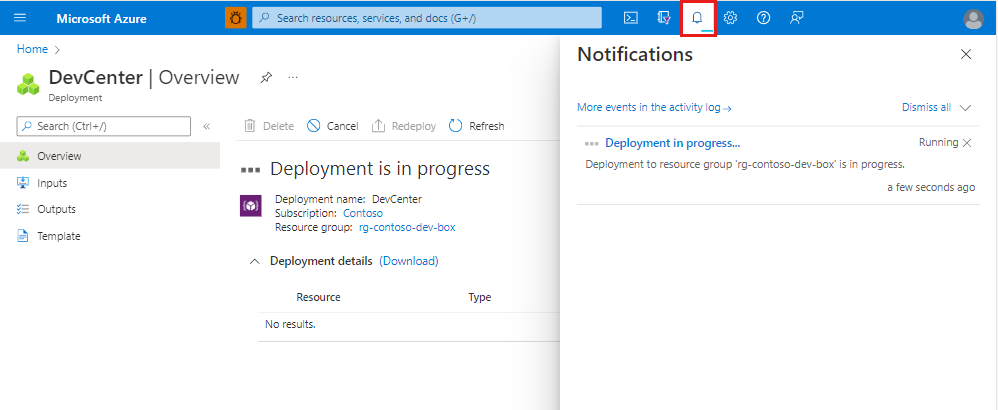 Microsoft Azure
Search resources, services, and docs (G+/)
Home
DevCenter | Overview
Deployment
Search (Ctrl+/)
Overview
Inputs
Outputs
Template
Delete
Cancel
Redeploy
Refresh
Deployment is in progress
Deployment name: DevCenter
Subscription: Contoso
Resource group: rg-contoso-dev-box
Deployment details (Download)
Resource Type
No results.
Notifications
More events in the activity log→
Dismiss all
Deployment in progress... Running
Deployment to resource group 'rg-contoso-dev-box' is in progress.
a few seconds ago